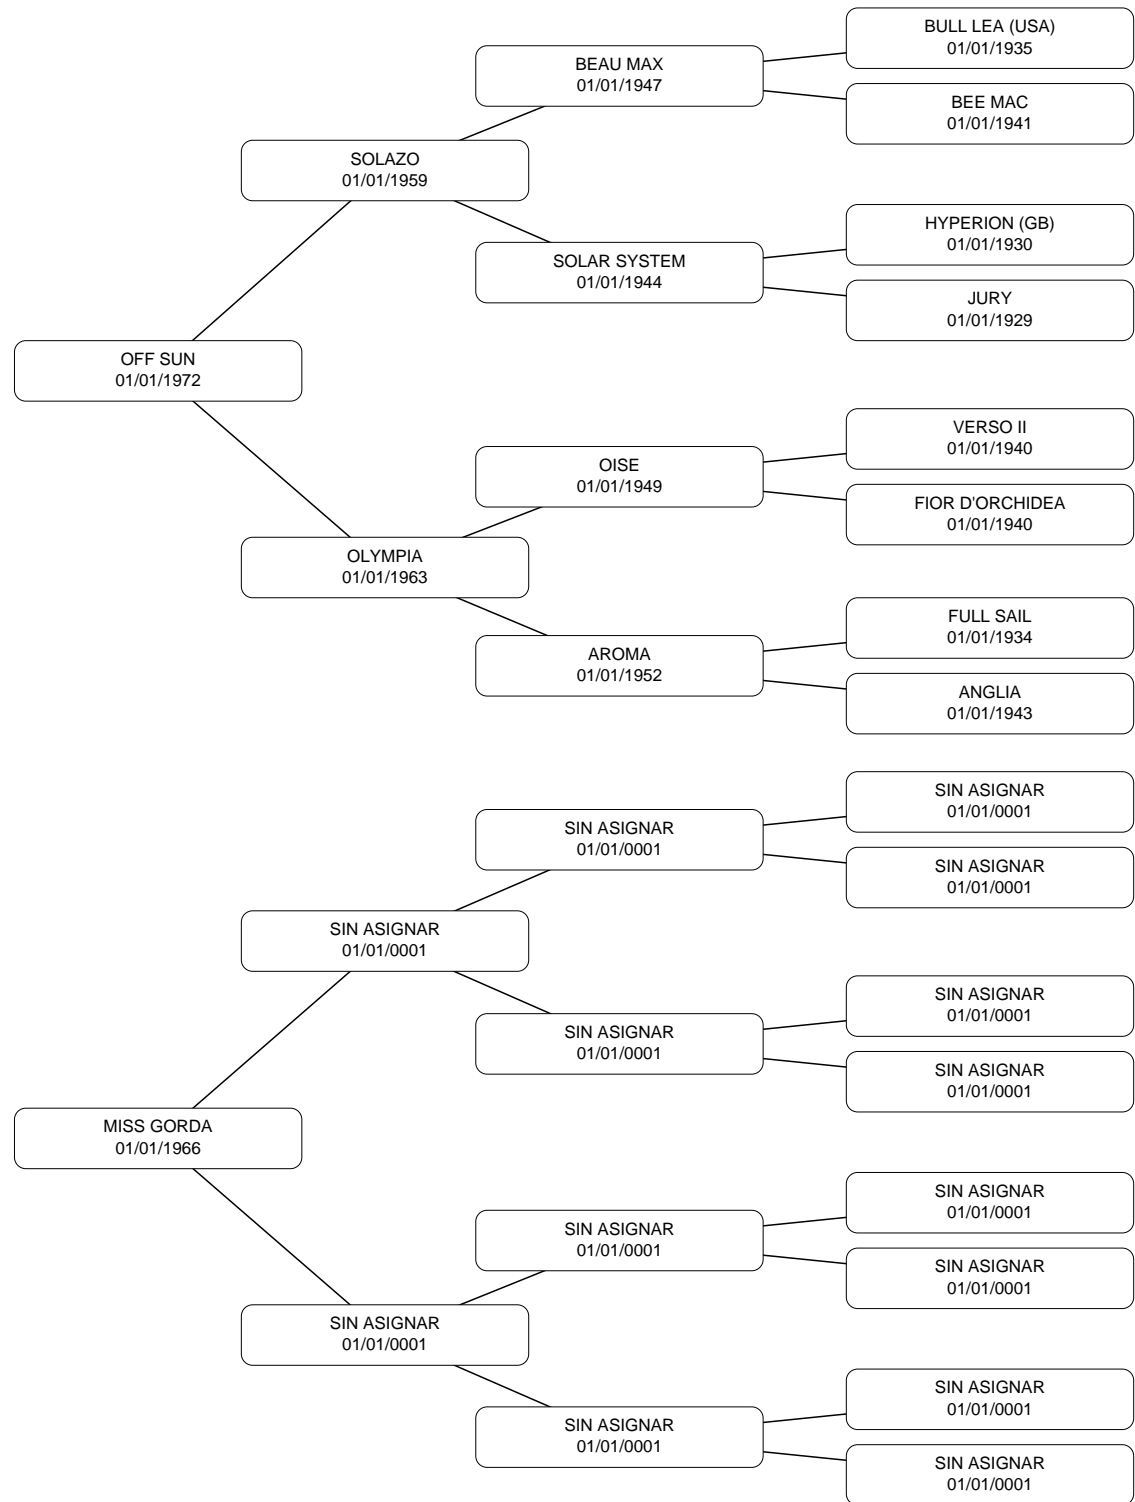 BULL LEA (USA)
01/01/1935
BEAU MAX
01/01/1947
BEE MAC
01/01/1941
SOLAZO
01/01/1959
HYPERION (GB)
01/01/1930
SOLAR SYSTEM
01/01/1944
JURY
01/01/1929
OFF SUN
01/01/1972
VERSO II
01/01/1940
OISE
01/01/1949
FIOR D'ORCHIDEA
01/01/1940
OLYMPIA
01/01/1963
FULL SAIL
01/01/1934
AROMA
01/01/1952
ANGLIA
01/01/1943
SIN ASIGNAR
01/01/0001
SIN ASIGNAR
01/01/0001
SIN ASIGNAR
01/01/0001
SIN ASIGNAR
01/01/0001
SIN ASIGNAR
01/01/0001
SIN ASIGNAR
01/01/0001
SIN ASIGNAR
01/01/0001
MISS GORDA
01/01/1966
SIN ASIGNAR
01/01/0001
SIN ASIGNAR
01/01/0001
SIN ASIGNAR
01/01/0001
SIN ASIGNAR
01/01/0001
SIN ASIGNAR
01/01/0001
SIN ASIGNAR
01/01/0001
SIN ASIGNAR
01/01/0001